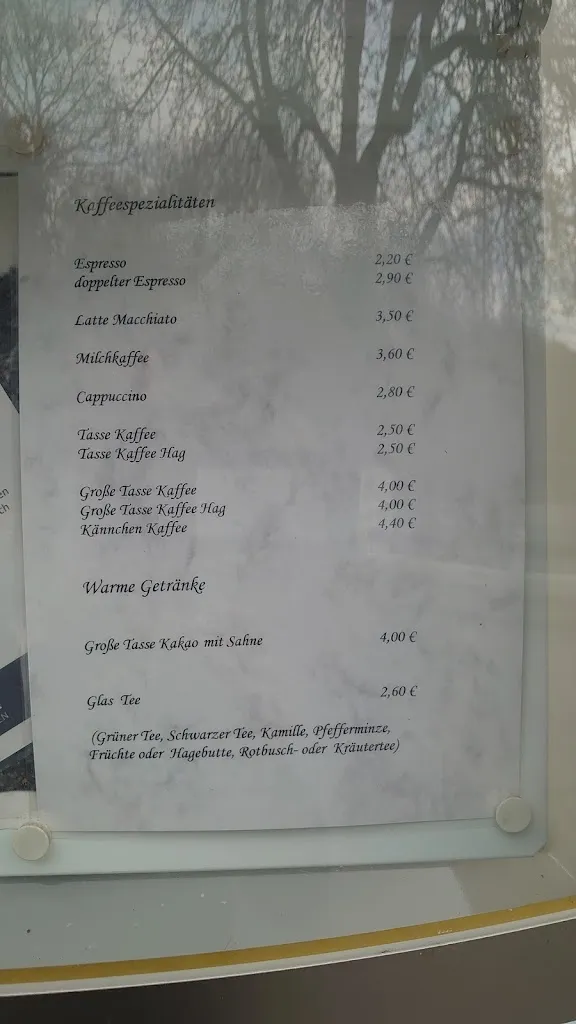 Kaffeespezialitäten
Espresso 2,20 €
doppelter Espresso 2,90 €
Latte Macchiato 3,50 €
Milchkaffee 3,60 €
Cappuccino 2,80 €
Tasse Kaffee 2,50 €
Tasse Kaffee Hag 2,50 €
Große Tasse Kaffee 4,00 €
Große Tasse Kaffee Hag 4,00 €
Kännchen Kaffee 4,40 €
Warme Getränke
Große Tasse Kakao mit Sahne 4,00 €
Glas Tee 2,60 €
(Grüner Tee, Schwarzer Tee, Kamille, Pfefferminze,
Früchte oder Hagebutte, Rotbusch- oder Kräutertee)